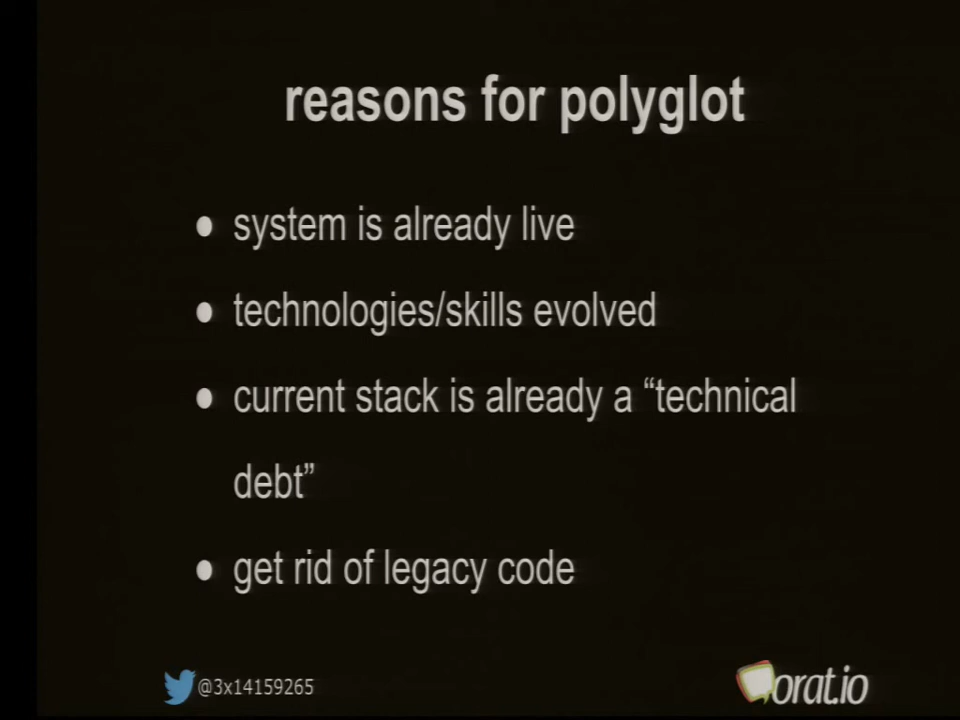 reasons for polyglot
● system is already live
● technologies/skills evolved
● current stack is already a “technical
debt”
● get rid of legacy code
@3x14159265
orat.io